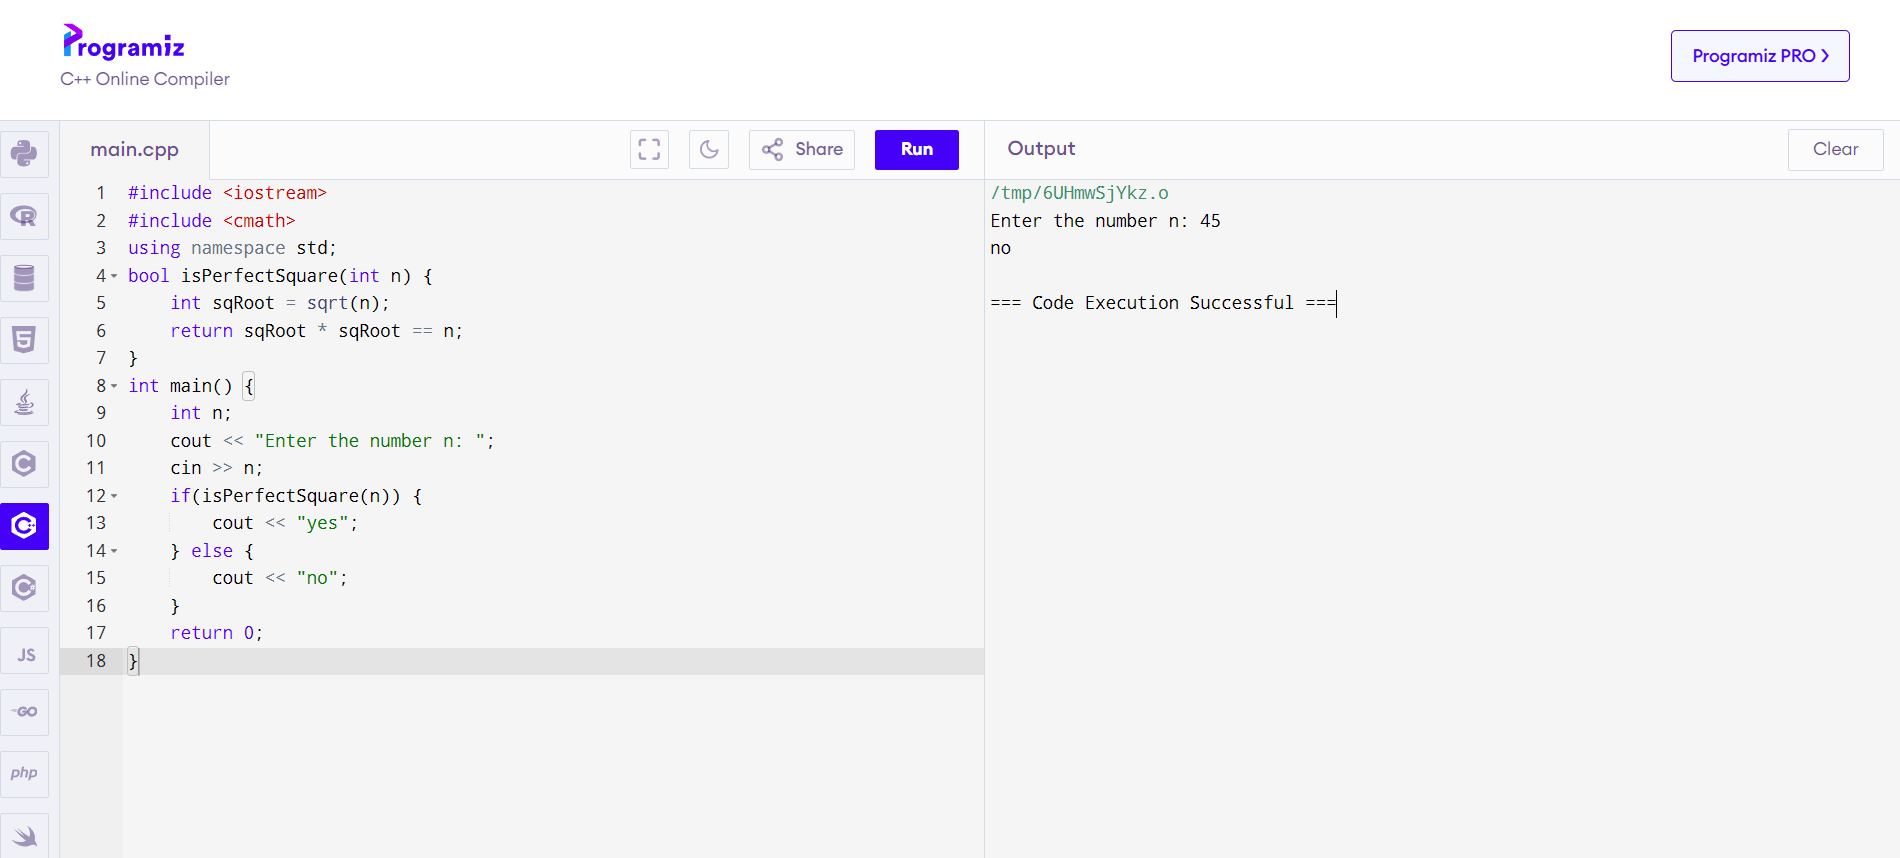 Programiz
C++ Online Compiler
Programiz PRO ❯
main.cpp
Share
Run
Output
Clear
1 #include <iostream>
2 #include <cmath>
3 using namespace std;
4 bool isPerfectSquare(int n) {
5     int sqRoot = sqrt(n);
6     return sqRoot * sqRoot == n;
7 }
8 int main() {
9     int n;
10     cout << "Enter the number n: ";
11     cin >> n;
12     if(isPerfectSquare(n)) {
13         cout << "yes";
14     } else {
15         cout << "no";
16     }
17     return 0;
18 }
/tmp/6UHmwSjYkz.o
Enter the number n: 45
no
=== Code Execution Successful ===
R
5
C
C++
C#
JS
GO
php